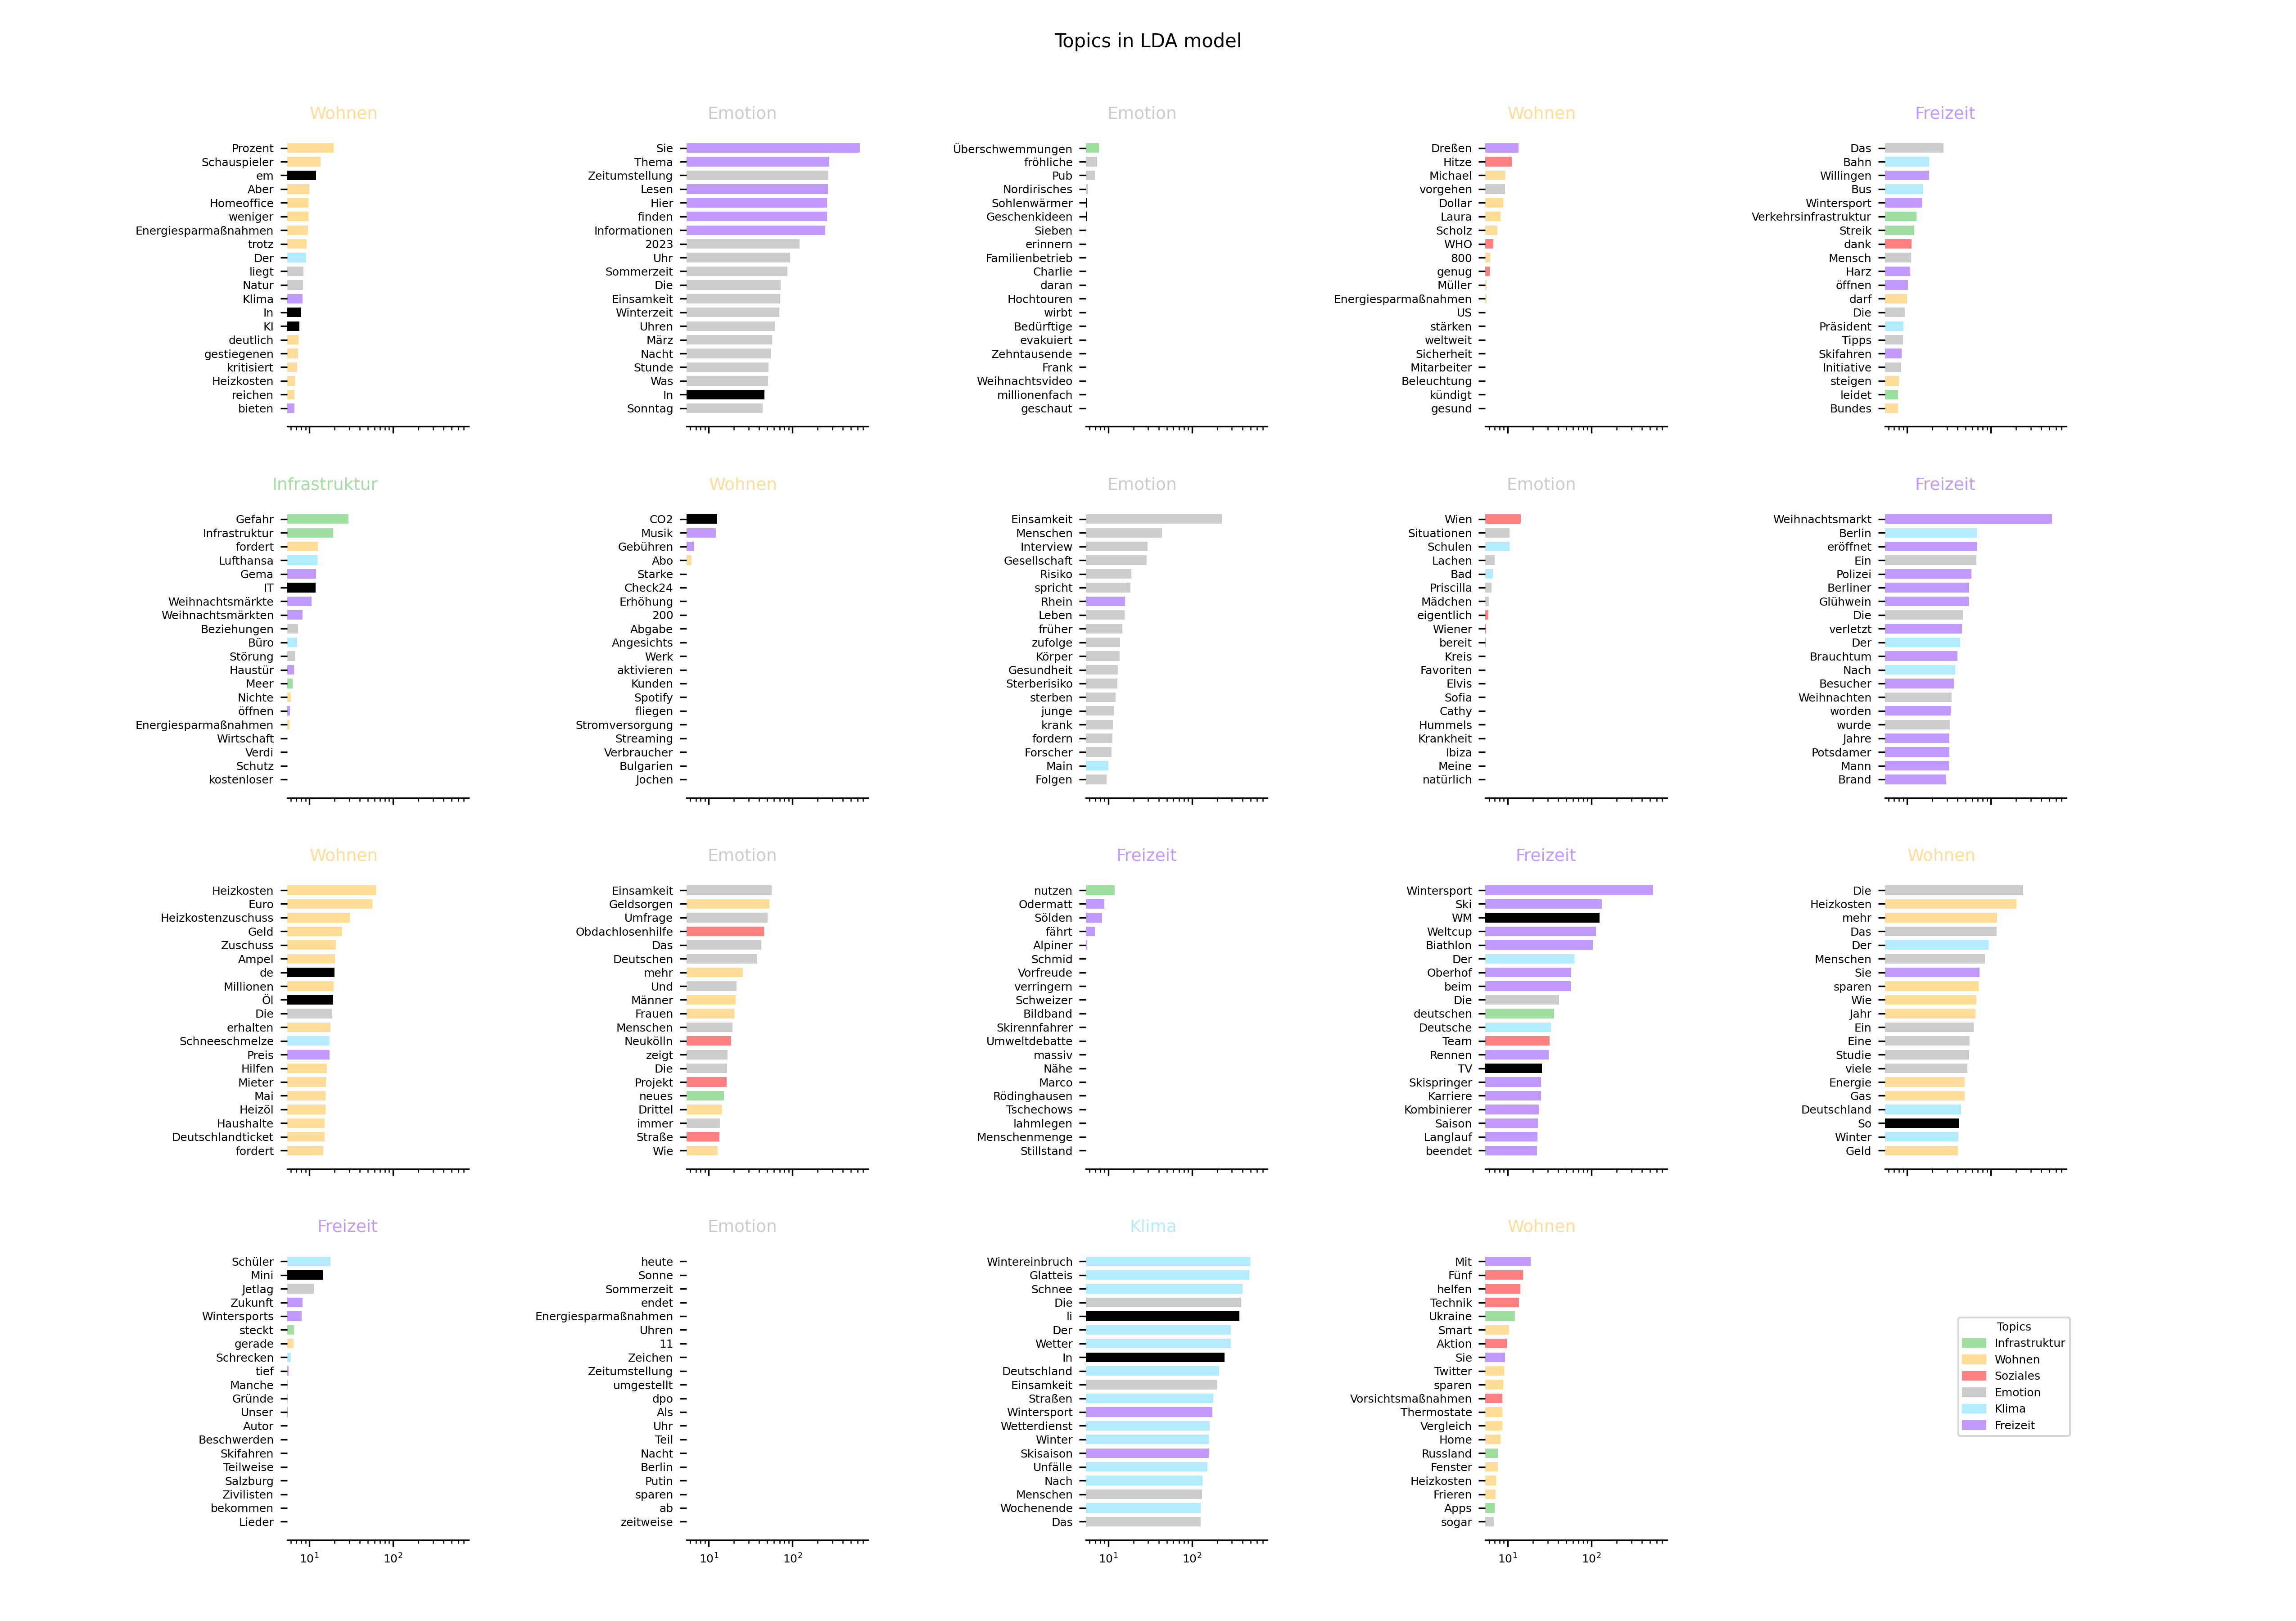 Topics in LDA model
Wohnen
Prozent
Schauspieler
em
Aber
Homeoffice
weniger
Energiesparmaßnahmen
trotz
Der
liegt
Natur
Klima
In
KI
deutlich
gestiegenen
kritisiert
Heizkosten
reichen
bieten
Emotion
Sie
Thema
Zeitumstellung
Lesen
Hier
finden
Informationen
2023
Uhr
Sommerzeit
Die
Einsamkeit
Winterzeit
Uhren
März
Nacht
Stunde
Was
In
Sonntag
Emotion
Überschwemmungen
fröhliche
Pub
Nordirisches
Sohlenwärmer
Geschenkideen
Sieben
erinnern
Familienbetrieb
Charlie
daran
Hochtouren
wirbt
Bedürftige
evakuiert
Zehntausende
Frank
Weihnachtsvideo
millionenfach
geschaut
Wohnen
Dreßen
Hitze
Michael
vorgehen
Dollar
Laura
Scholz
WHO
800
genug
Müller
Energiesparmaßnahmen
US
stärken
weltweit
Sicherheit
Mitarbeiter
Beleuchtung
kündigt
gesund
Freizeit
Das
Bahn
Willingen
Bus
Wintersport
Verkehrsinfrastruktur
Streik
dank
Mensch
Harz
öffnen
darf
Die
Präsident
Tipps
Skifahren
Initiative
steigen
leidet
Bundes
Infrastruktur
Gefahr
Infrastruktur
fordert
Lufthansa
Gema
IT
Weihnachtsmärkte
Weihnachtsmärkten
Beziehungen
Büro
Störung
Haustür
Meer
Nichte
öffnen
Energiesparmaßnahmen
Wirtschaft
Verdi
Schutz
kostenloser
Wohnen
CO2
Musik
Gebühren
Abo
Starke
Check24
Erhöhung
200
Abgabe
Angesichts
Werk
aktivieren
Kunden
Spotify
fliegen
Stromversorgung
Streaming
Verbraucher
Bulgarien
Jochen
Emotion
Einsamkeit
Menschen
Interview
Gesellschaft
Risiko
spricht
Rhein
Leben
früher
zufolge
Körper
Gesundheit
Sterberisiko
sterben
junge
krank
fordern
Forscher
Main
Folgen
Emotion
Wien
Situationen
Schulen
Lachen
Bad
Priscilla
Mädchen
eigentlich
Wiener
bereit
Kreis
Favoriten
Elvis
Sofia
Cathy
Hummels
Krankheit
Ibiza
Meine
natürlich
Freizeit
Weihnachtsmarkt
Berlin
eröffnet
Ein
Polizei
Berliner
Glühwein
Die
verletzt
Der
Brauchtum
Nach
Besucher
Weihnachten
worden
wurde
Jahre
Potsdamer
Mann
Brand
Wohnen
Heizkosten
Euro
Heizkostenzuschuss
Geld
Zuschuss
Ampel
de
Millionen
Öl
Die
erhalten
Schneeschmelze
Preis
Hilfen
Mieter
Mai
Heizöl
Haushalte
Deutschlandticket
fordert
Emotion
Einsamkeit
Geldsorgen
Umfrage
Obdachlosenhilfe
Das
Deutschen
mehr
Und
Männer
Frauen
Menschen
Neukölln
zeigt
Die
Projekt
neues
Drittel
immer
Straße
Wie
Freizeit
nutzen
Odermatt
Sölden
fährt
Alpiner
Schmid
Vorfreude
verringern
Schweizer
Bildband
Skirennfahrer
Umweltdebatte
massiv
Nähe
Marco
Rödinghausen
Tschechows
lahmlegen
Menschenmenge
Stillstand
Freizeit
Wintersport
Ski
WM
Weltcup
Biathlon
Der
Oberhof
beim
Die
deutschen
Deutsche
Team
Rennen
TV
Skispringer
Karriere
Kombinierer
Saison
Langlauf
beendet
Wohnen
Die
Heizkosten
mehr
Das
Der
Menschen
Sie
sparen
Wie
Jahr
Ein
Eine
Studie
viele
Energie
Gas
Deutschland
So
Winter
Geld
Freizeit
Schüler
Mini
Jetlag
Zukunft
Wintersports
steckt
gerade
Schrecken
tief
Manche
Gründe
Unser
Autor
Beschwerden
Skifahren
Teilweise
Salzburg
Zivilisten
bekommen
Lieder
10¹ 10²
Emotion
heute
Sonne
Sommerzeit
endet
Energiesparmaßnahmen
Uhren
11
Zeichen
Zeitumstellung
umgestellt
dpo
Als
Uhr
Teil
Nacht
Berlin
Putin
sparen
ab
zeitweise
10¹ 10²
Klima
Wintereinbruch
Glatteis
Schnee
Die
li
Der
Wetter
In
Deutschland
Einsamkeit
Straßen
Wintersport
Wetterdienst
Winter
Skisaison
Unfälle
Nach
Menschen
Wochenende
Das
10¹ 10²
Wohnen
Mit
Fünf
helfen
Technik
Ukraine
Smart
Aktion
Sie
Twitter
sparen
Vorsichtsmaßnahmen
Thermostate
Vergleich
Home
Russland
Fenster
Heizkosten
Frieren
Apps
sogar
10¹ 10²
Topics
Infrastruktur
Wohnen
Soziales
Emotion
Klima
Freizeit